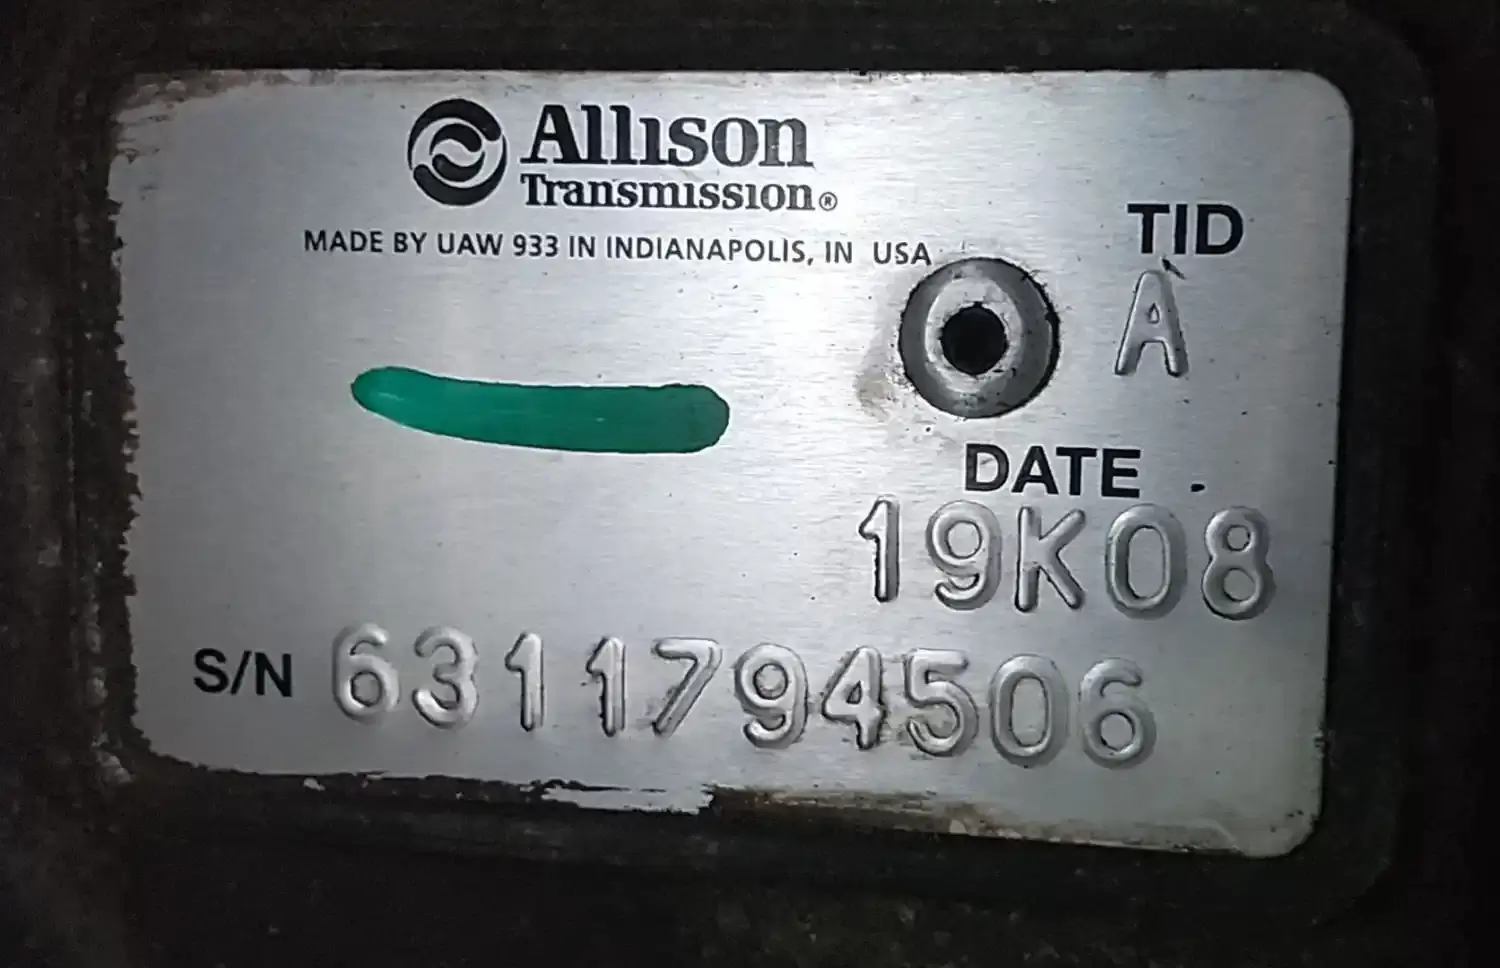 Allison
Transmission®
MADE BY UAW 933 IN INDIANAPOLIS, IN USA
TID
A
DATE
19K08
S/N 6311794506